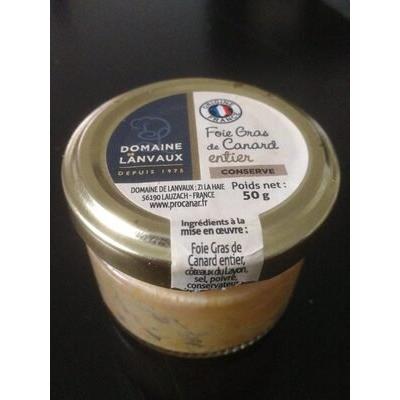 ORIGINE
FRANCE
Foie Gras
de Canard
entier
CONSERVE
DOMAINE
DE LANVAUX
DEPUIS 1975
DOMAINE DE LANVAUX : ZI LA HAIE
56190 LAUZACH - FRANCE
www.procanar.fr
Poids net :
50 g
Ingrédients à la
mise en œuvre :
Foie Gras de
Canard entier,
côteaux du Layon,
sel, poivre,
conservateur